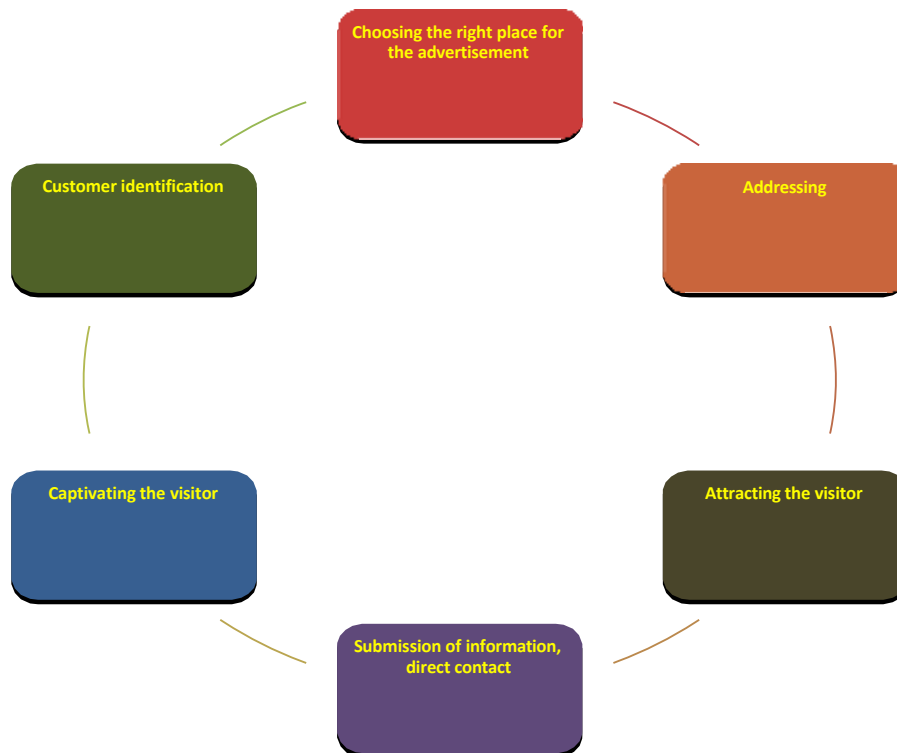 Choosing the right place for
the advertisement
Addressing
Attracting the visitor
Submission of information,
direct contact
Captivating the visitor
Customer identification